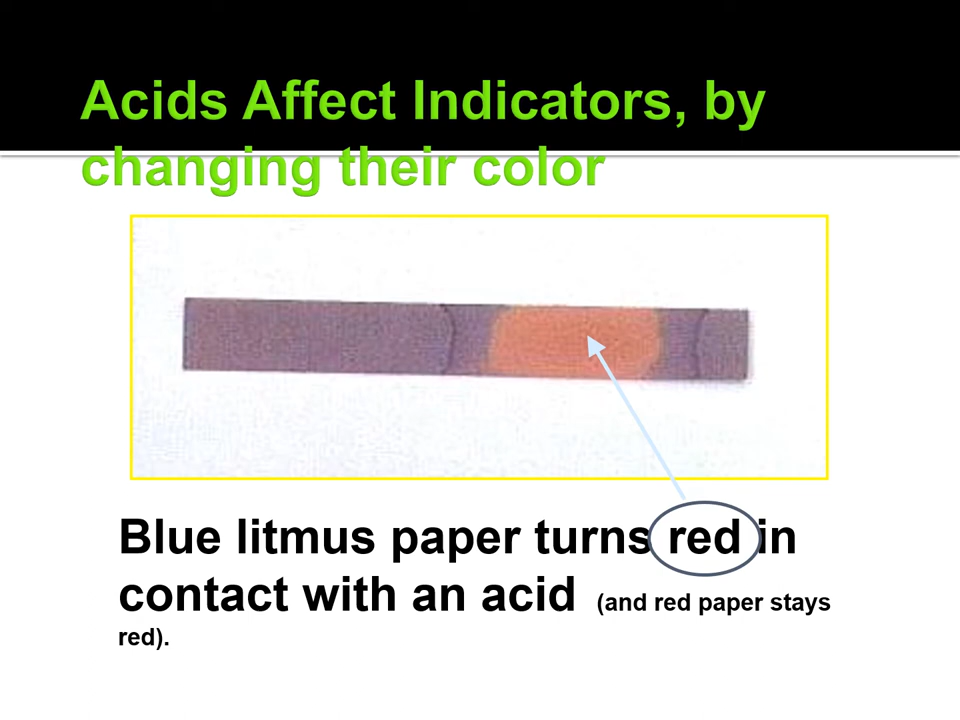 Acids Affect Indicators, by
changing their color
Blue litmus paper turns red in
contact with an acid (and red paper stays
red).